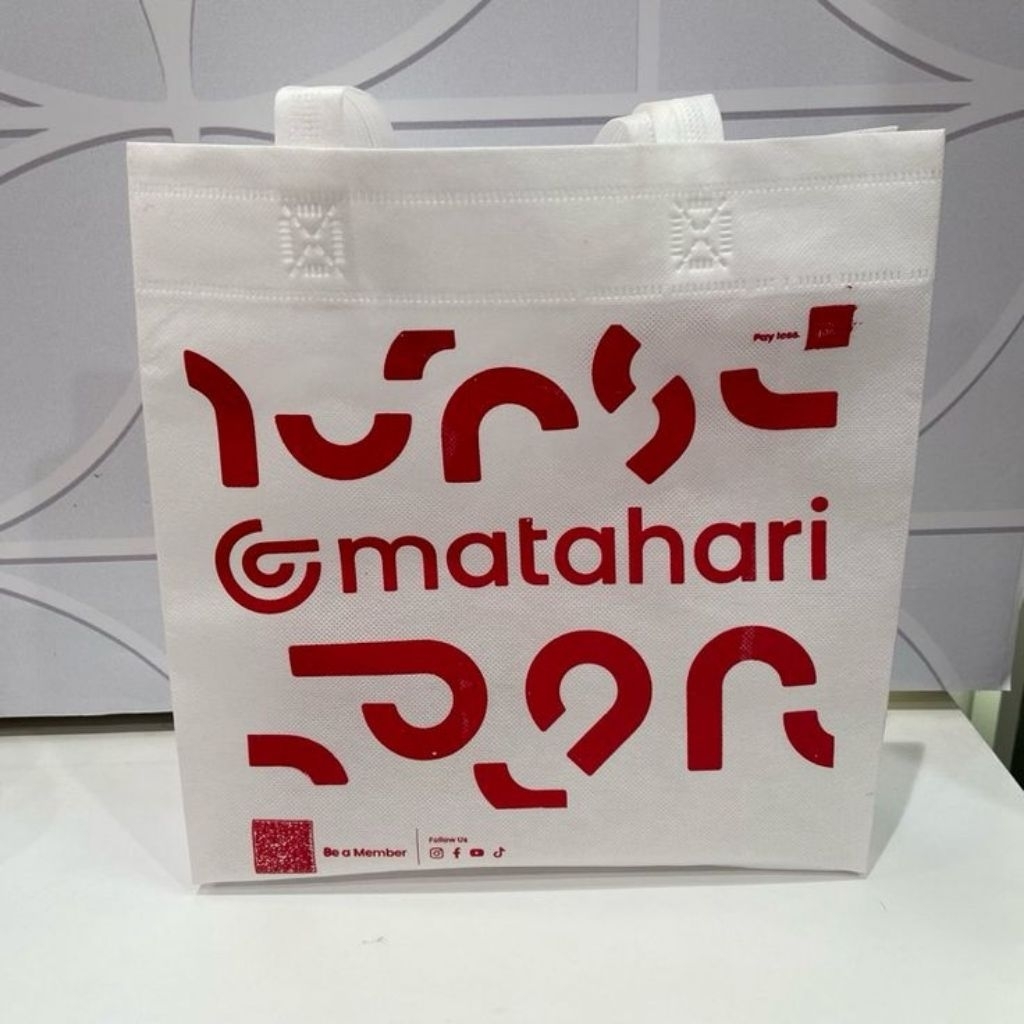 Pay less.
matahari
Be a Member
Follow Us